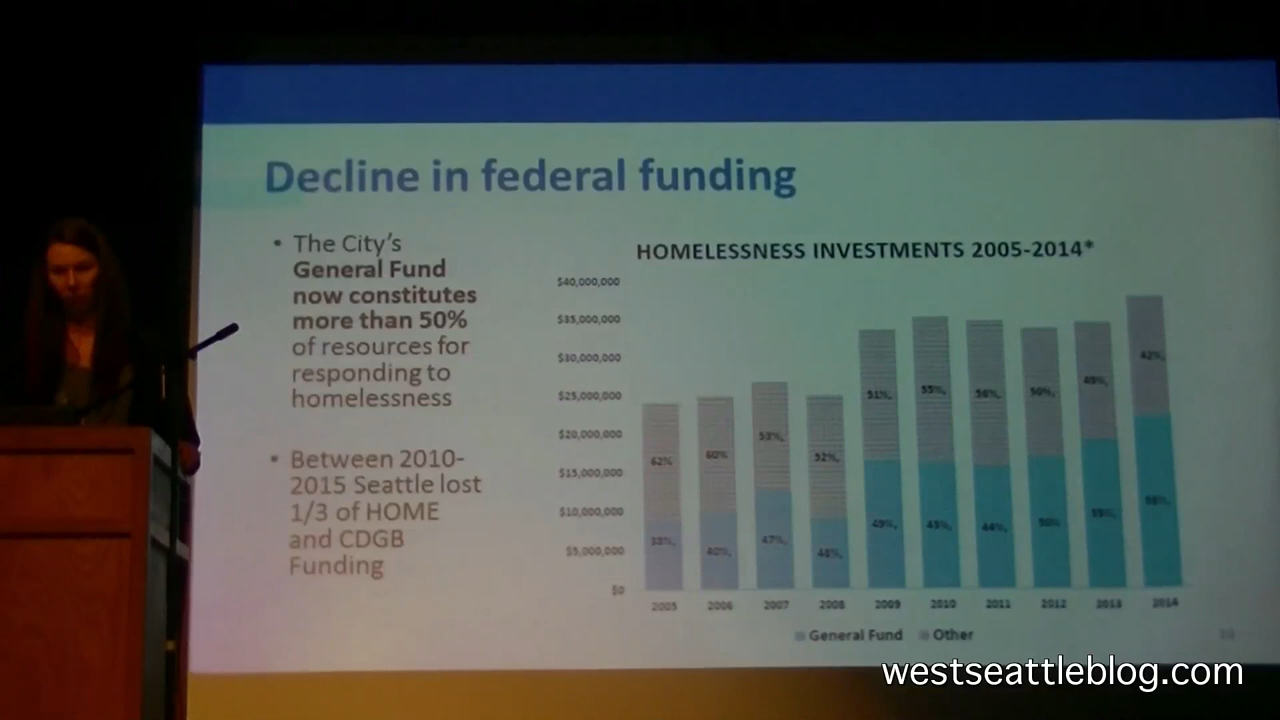 Decline in federal funding
• The City's
General Fund
now constitutes
more than 50%
of resources for
responding to
homelessness
• Between 2010-
2015 Seattle lost
1/3 of HOME
and CDGB
Funding
HOMELESSNESS INVESTMENTS 2005-2014*
$40,000,000
$35,000,000
$30,000,000
$25,000,000
$20,000,000
$15,000,000
$10,000,000
$5,000,000
$0
62%
60%,
53%,
52%,
51%,
55%,
56%,
50%,
42%,
38%,
40%,
47%,
49%,
45%,
44%,
50%
2005
2006
2007
2008
2009
2010
2011
2012
2013
2014
General Fund
Other
westseattleblog.com